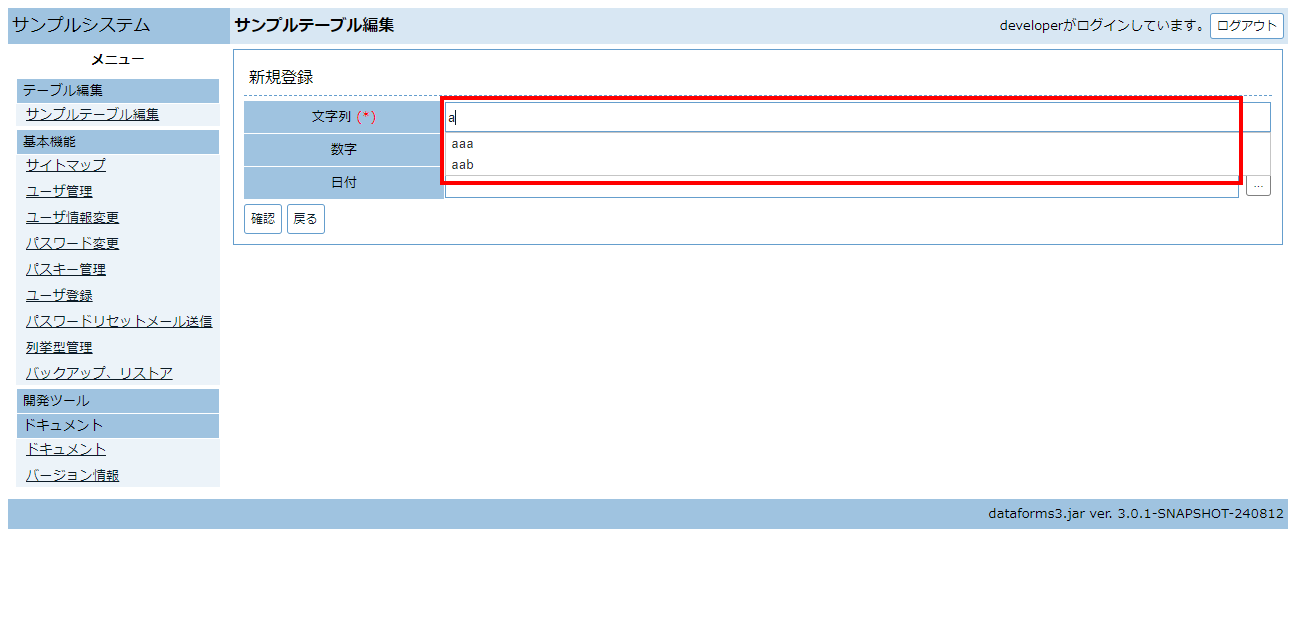 サンプルシステム
サンプルテーブル編集
developerがログインしています。 ログアウト
メニュー
テーブル編集
サンプルテーブル編集
基本機能
サイトマップ
ユーザ管理
ユーザ情報変更
パスワード変更
パスキー管理
ユーザ登録
パスワードリセットメール送信
列挙型管理
バックアップ、リストア
開発ツール
ドキュメント
ドキュメント
バージョン情報
新規登録
文字列 (*)
a
aaa
aab
数字
日付
...
確認 戻る
dataforms3.jar ver. 3.0.1-SNAPSHOT-240812